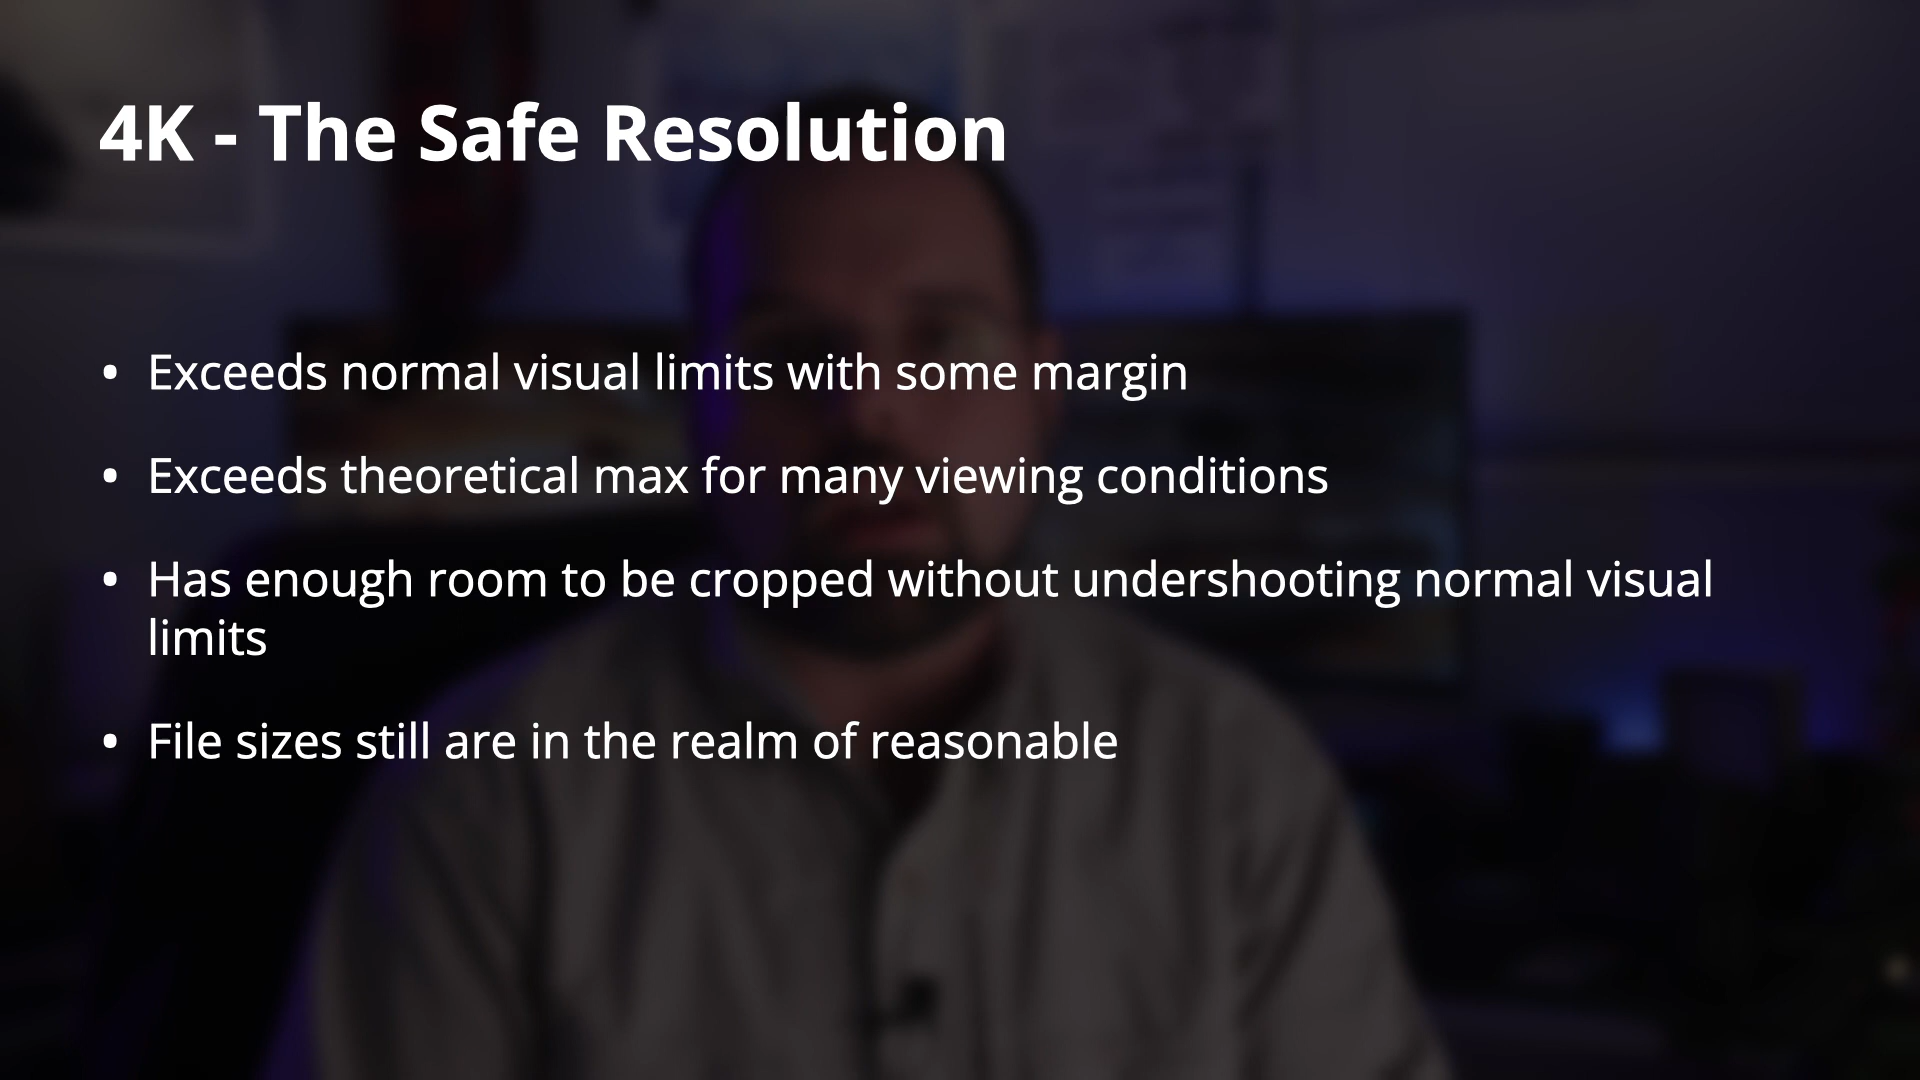 4K - The Safe Resolution
• Exceeds normal visual limits with some margin
• Exceeds theoretical max for many viewing conditions
• Has enough room to be cropped without undershooting normal visual
limits
• File sizes still are in the realm of reasonable